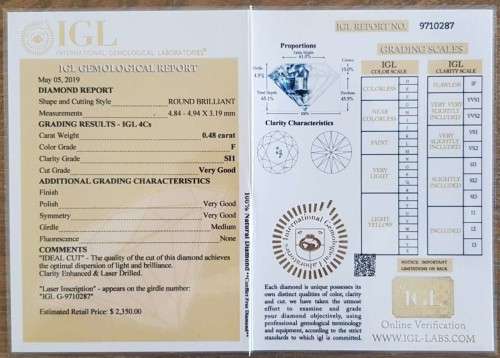 IGL
INTERNATIONAL GEMOLOGICAL LABORATORIES
IGL GEMOLOGICAL REPORT
May 05, 2019
DIAMOND REPORT
Shape and Cutting Style ROUND BRILLIANT
Measurements 4.84 - 4.94 X 3.19 mm
GRADING RESULTS - IGL 4Cs
Carat Weight 0.48 carat
Color Grade F
Clarity Grade SI1
Cut Grade Very Good
ADDITIONAL GRADING CHARACTERISTICS
Finish
Polish Very Good
Symmetry Very Good
Girdle Medium
Fluorescence None
COMMENTS
"IDEAL CUT" - The quality of the cut of this diamond achieves
the optimal dispersion of light and brilliance.
Clarity Enhanced & Laser Drilled.
"Laser Inscription" - appears on the girdle number:
"IGL G-9710287"
Estimated Retail Price : $ 2,350.00
100% Natural Diamond **Conflict Free Diamond**
IGL REPORT NO. 9710287
Proportions
Clarity Characteristics
International Gemological Laboratories
Each diamond is unique possesses its
own distinct qualities of color, clarity
and cut, we have taken the utmost
effort to examine and grade
your diamond objectively, using
professional gemological terminology
and equipment, according to the strict
standards to which it is committed.
GRADING SCALES
IGL
COLOR SCALE
COLORLESS
NEAR
COLORLESS
FAINT
VERY
LIGHT
LIGHT
YELLOW
IGL
CLARITY SCALE
FLAWLESS
IF
VERY VERY
SLIGHTLY
INCLUDED
VVS1
VVS2
VERY
SLIGHTLY
INCLUDED
VS1
VS2
SLIGHTLY
INCLUDED
SI1
SI2
SI3
INCLUDED
I1
I2
I3
NOTICE IMPORTANT
LIMITATIONS ON BACK
IGL
Online Verification
WWW.IGL-LABS.COM